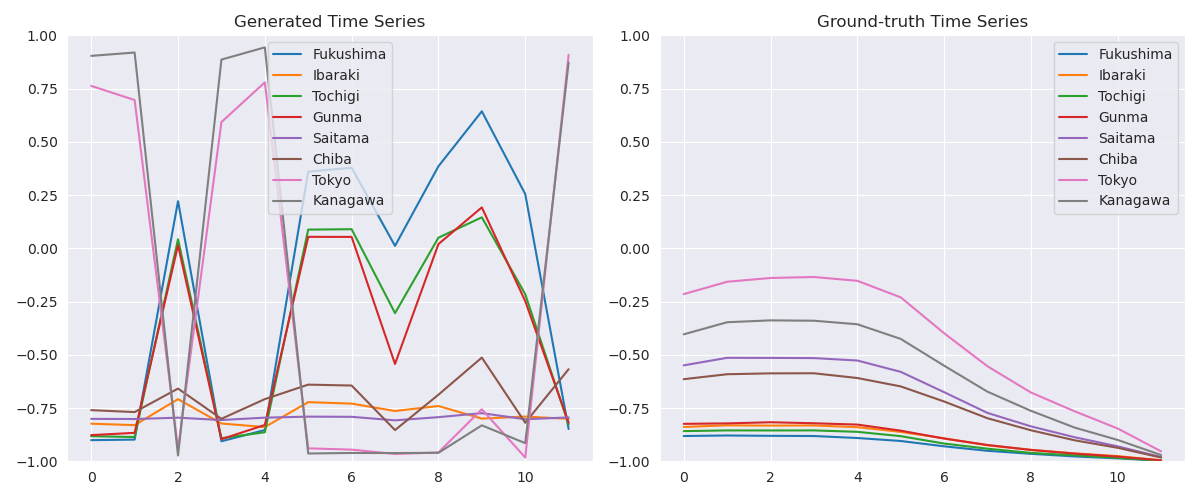 Generated Time Series
1.00
0.75
0.50
0.25
0.00
−0.25
−0.50
−0.75
−1.00
0 2 4 6 8 10
Fukushima
Ibaraki
Tochigi
Gunma
Saitama
Chiba
Tokyo
Kanagawa
Ground-truth Time Series
1.00
0.75
0.50
0.25
0.00
−0.25
−0.50
−0.75
−1.00
0 2 4 6 8 10
Fukushima
Ibaraki
Tochigi
Gunma
Saitama
Chiba
Tokyo
Kanagawa